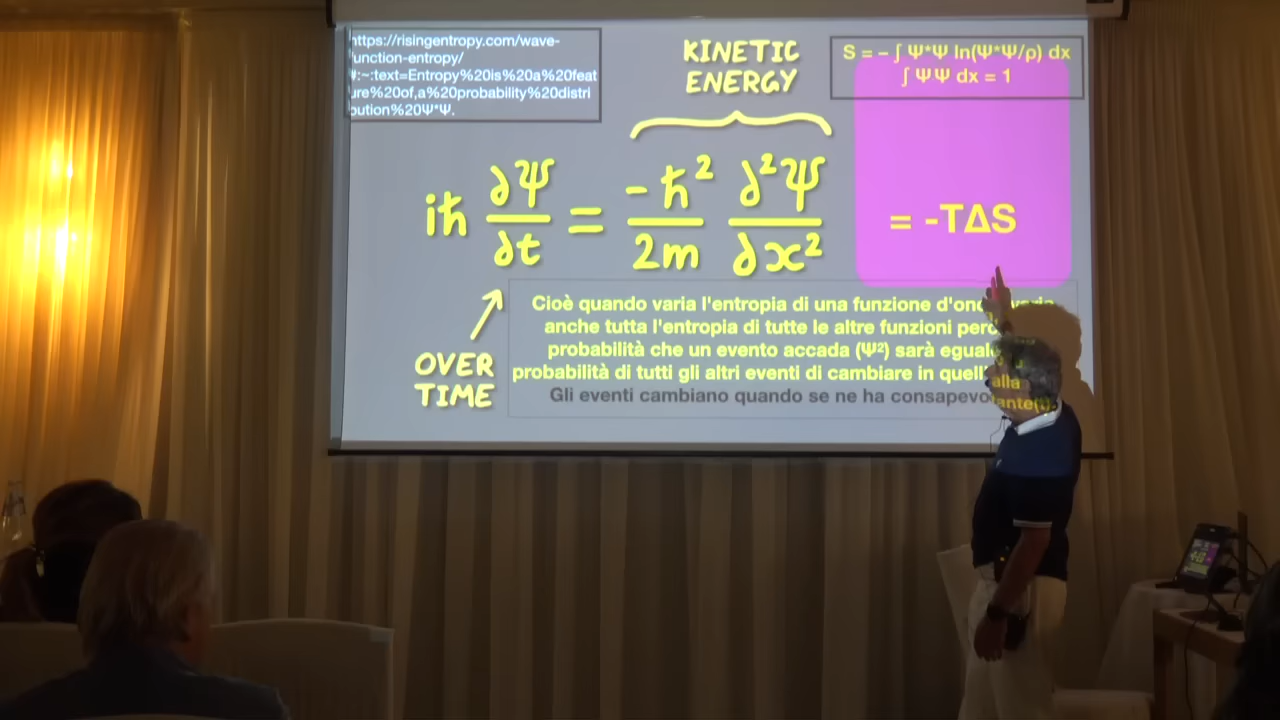 https://risingentropy.com/wave-
function-entropy/
#:~:text=Entropy%20is%20a%20feat
ure%20of,a%20probability%20distri
bution%20Ψ*Ψ.
KINETIC
ENERGY
S = – ∫ Ψ*Ψ ln(Ψ*Ψ/ρ) dx
∫ ΨΨ dx = 1
iħ ∂Ψ/∂t = -ħ²/2m ∂²Ψ/∂x² = -TΔS
OVER
TIME
Cioè quando varia l'entropia di una funzione d'onda varia
anche tutta l'entropia di tutte le altre funzioni
probabilità che un evento accada (Ψ²) sarà eguale alla
probabilità di tutti gli altri eventi di cambiare in
Gli eventi cambiano quando se ne ha